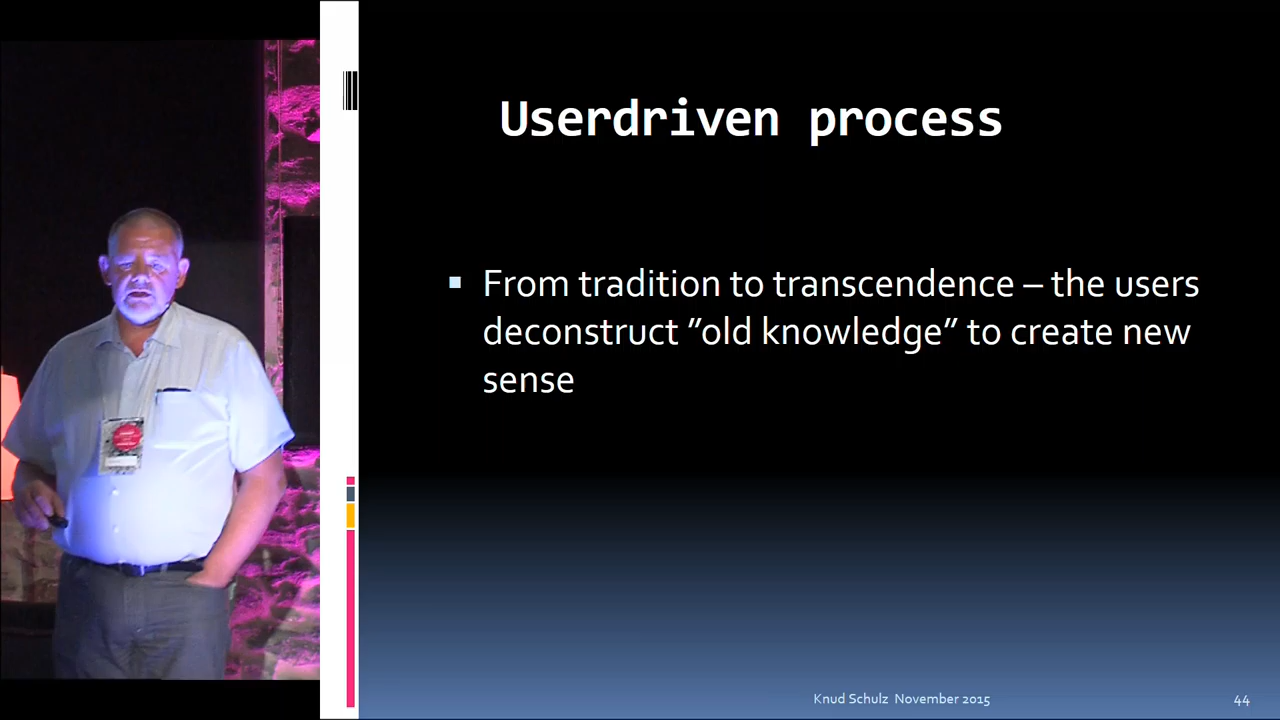 Userdriven process
From tradition to transcendence – the users
deconstruct ”old knowledge” to create new
sense
Knud Schulz November 2015
44